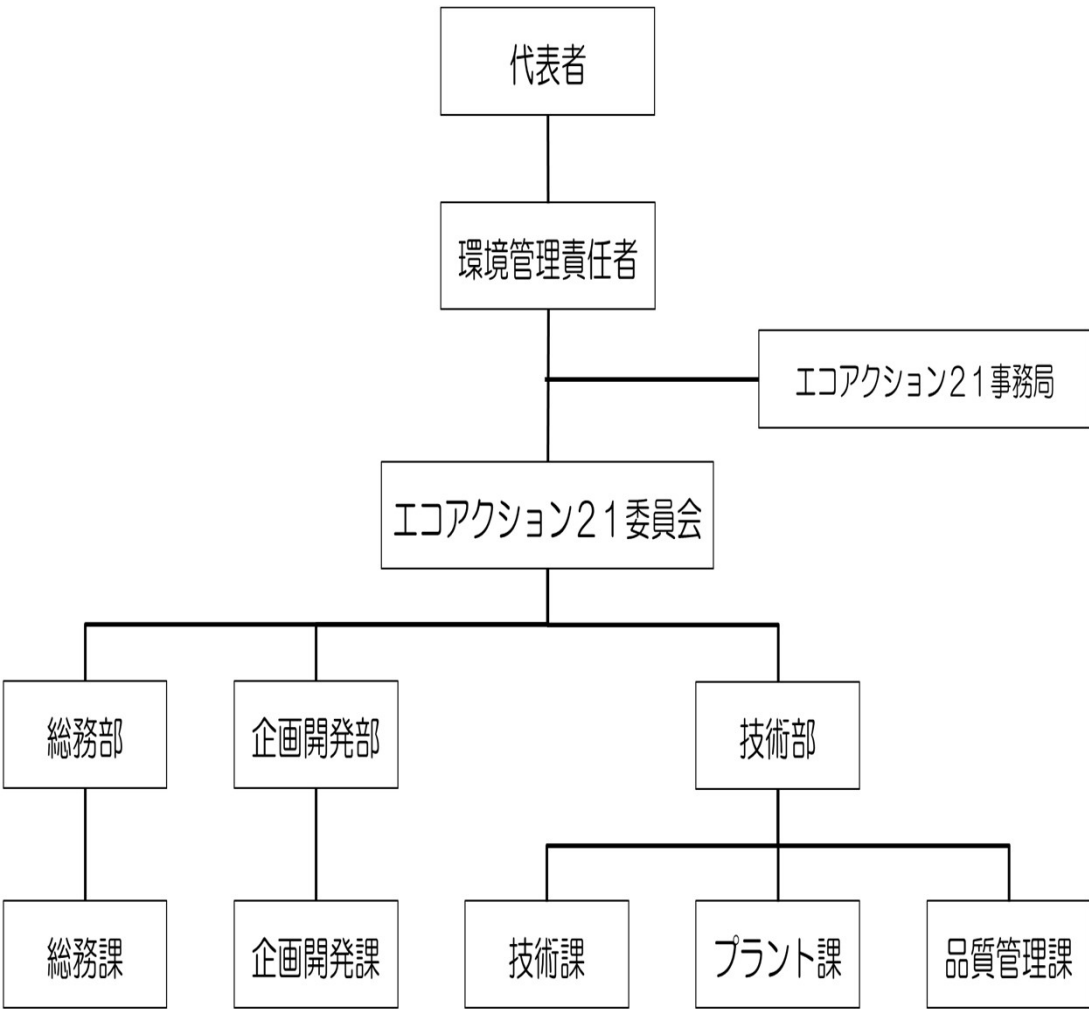 代表者
環境管理責任者
エコアクション２１事務局
エコアクション２１委員会
総務部
企画開発部
技術部
総務課
企画開発課
技術課
プラント課
品質管理課